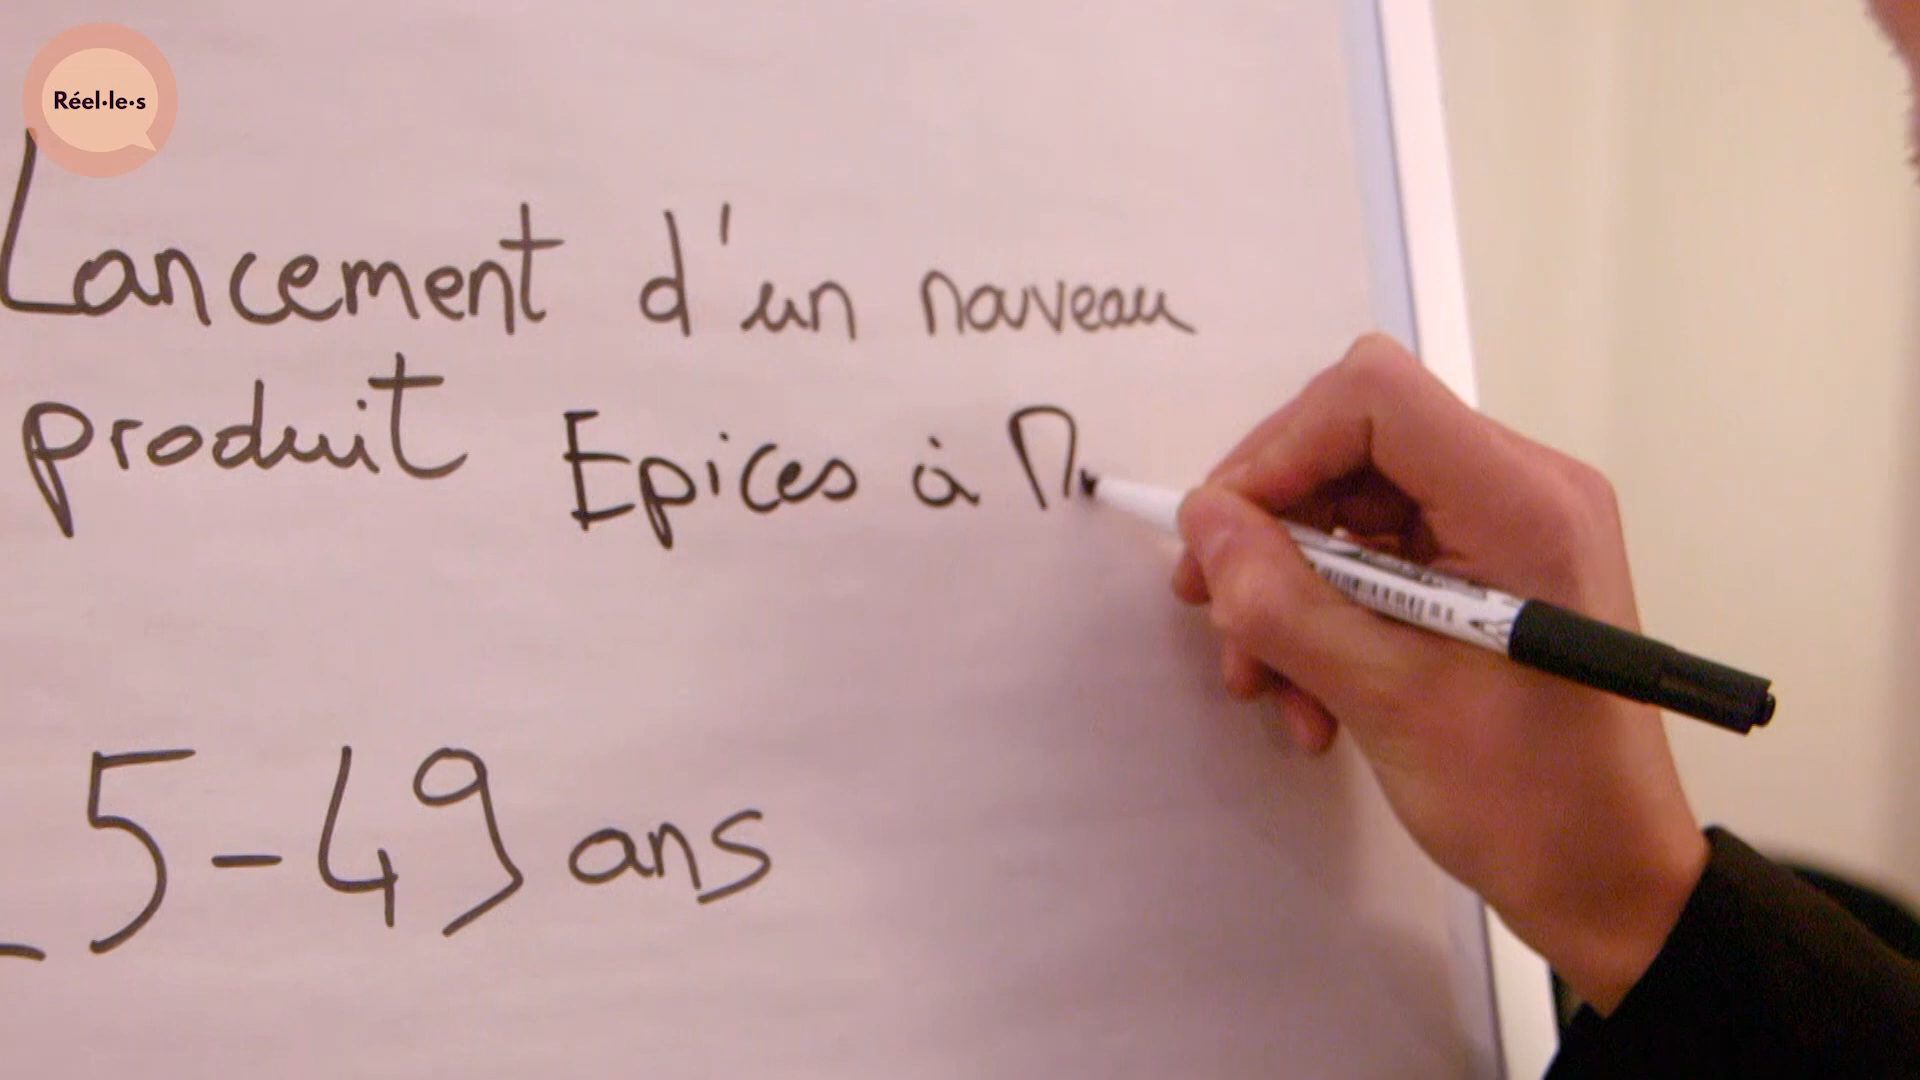 Réel·le·s
Lancement d'un nouveau
produit Epices à
5-49 ans